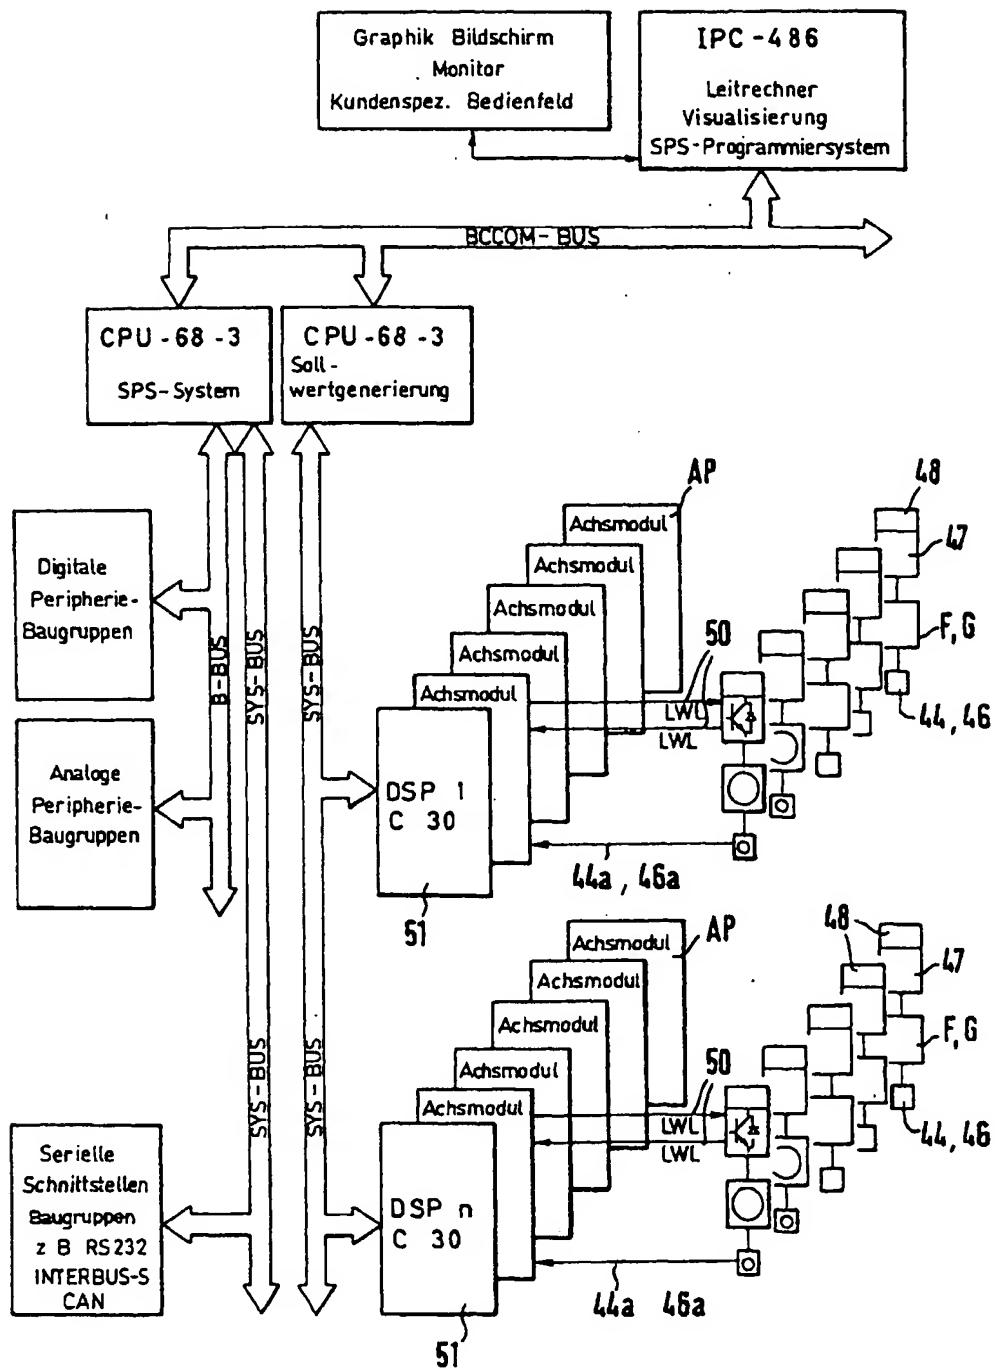 Graphik Bildschirm
Monitor
Kundenspez. Bedienfeld
IPC-486
Leitrechner
Visualisierung
SPS-Programmiersystem
BCCOM-BUS
CPU-68-3
SPS-System
CPU-68-3
Soll-
wertgenerierung
Digitale
Peripherie-
Baugruppen
Analoge
Peripherie-
Baugruppen
B-BUS
SYS-BUS
SYS-BUS
AP
Achsmodul
Achsmodul
Achsmodul
Achsmodul
Achsmodul
DSP 1
C 30
51
50
LWL
LWL
44a, 46a
48
47
F,G
44,46
SYS-BUS
SYS-BUS
Serielle
Schnittstellen
Baugruppen
z B RS232
INTERBUS-S
CAN
AP
Achsmodul
Achsmodul
Achsmodul
Achsmodul
Achsmodul
DSP n
C 30
51
50
LWL
LWL
44a 46a
48
48
47
F,G
44,46